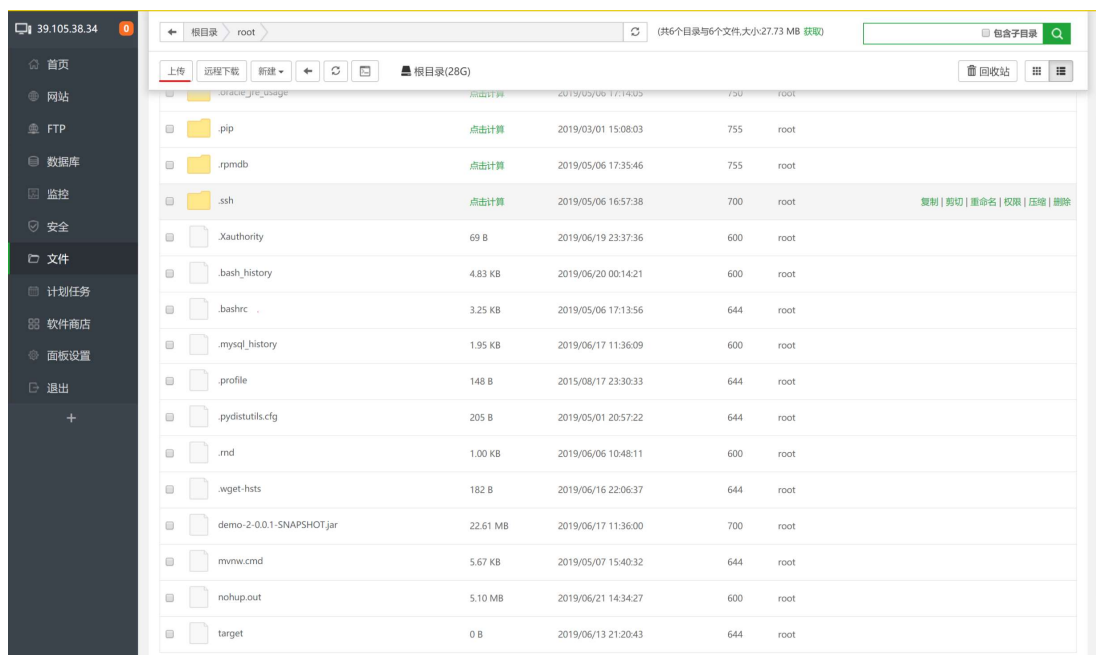 39.105.38.34 0
首页
网站
FTP
数据库
监控
安全
文件
计划任务
软件商店
面板设置
退出
+
根目录 root (共6个目录与6个文件,大小:27.73 MB 获取) 包含子目录
上传 远程下载 新建 根目录(28G) 回收站
.oracle_jre_usage 点击计算 2019/05/06 17:14:05 750 root
.pip 点击计算 2019/03/01 15:08:03 755 root
.rpmdb 点击计算 2019/05/06 17:35:46 755 root
.ssh 点击计算 2019/05/06 16:57:38 700 root 复制 | 剪切 | 重命名 | 权限 | 压缩 | 删除
.Xauthority 69 B 2019/06/19 23:37:36 600 root
.bash_history 4.83 KB 2019/06/20 00:14:21 600 root
.bashrc . 3.25 KB 2019/05/06 17:13:56 644 root
.mysql_history 1.95 KB 2019/06/17 11:36:09 600 root
.profile 148 B 2015/08/17 23:30:33 644 root
.pydistutils.cfg 205 B 2019/05/01 20:57:22 644 root
.rnd 1.00 KB 2019/06/06 10:48:11 600 root
.wget-hsts 182 B 2019/06/16 22:06:37 644 root
demo-2-0.0.1-SNAPSHOT.jar 22.61 MB 2019/06/17 11:36:00 700 root
mvnw.cmd 5.67 KB 2019/05/07 15:40:32 644 root
nohup.out 5.10 MB 2019/06/21 14:34:27 600 root
target 0 B 2019/06/13 21:20:43 644 root